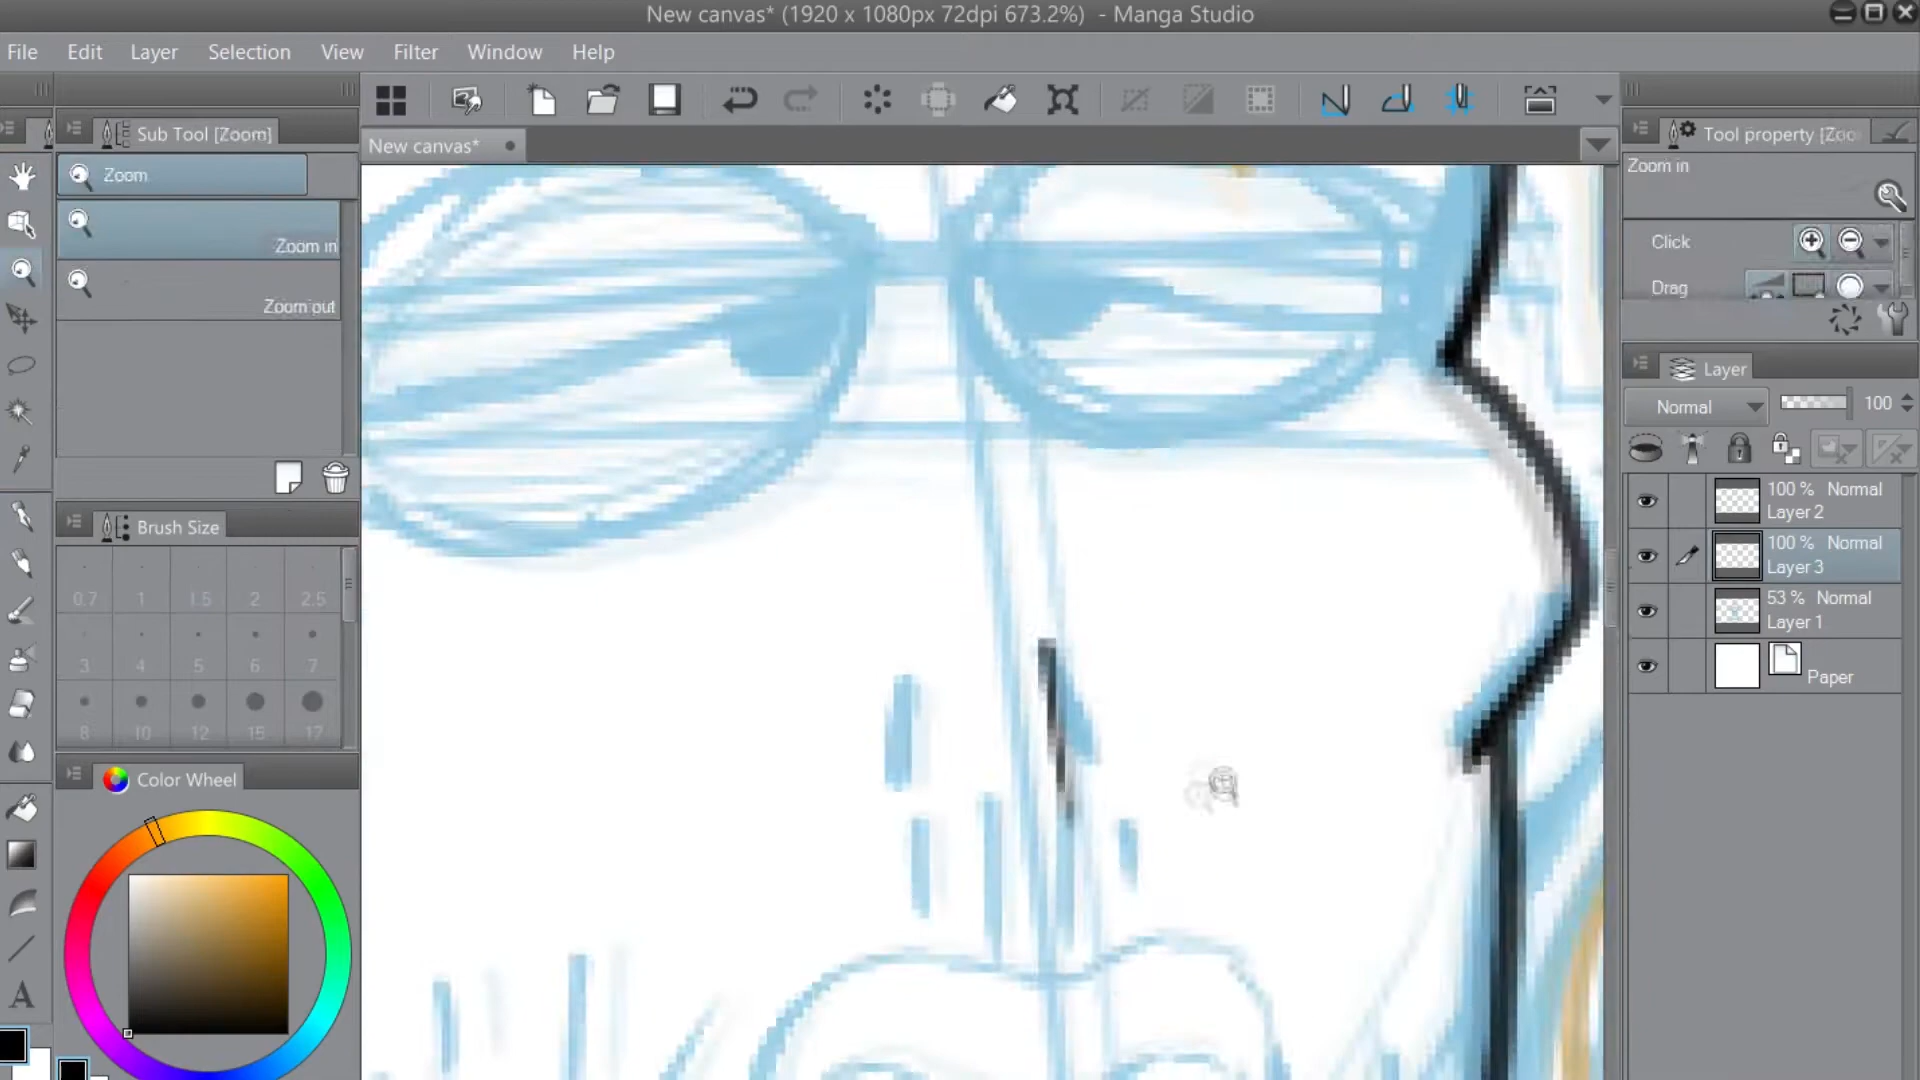 New canvas* (1920 x 1080px 72dpi 673.2%) - Manga Studio
File Edit Layer Selection View Filter Window Help
Sub Tool [Zoom]
Zoom
Zoom in
Zoom out
Brush Size
0.7 1 1.5 2 2.5
3 4 5 6 7
8 10 12 15 17
Color Wheel
A
New canvas*
Tool property [Zoo
Zoom in
Click
Drag
Layer
Normal 100
100 % Normal
Layer 2
100 % Normal
Layer 3
53 % Normal
Layer 1
Paper